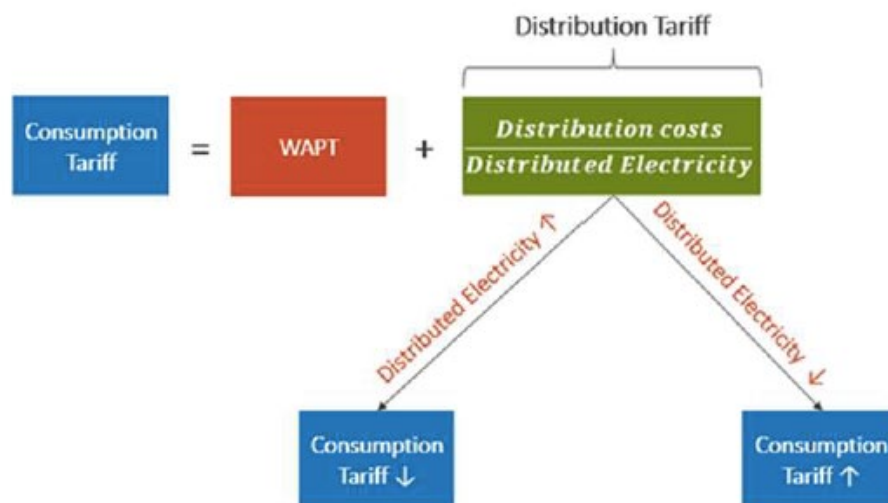 Distribution Tariff
Consumption
Tariff
=
WAPT
+
Distribution costs
Distributed Electricity
Distributed Electricity ↑
Distributed Electricity ↓
Consumption
Tariff ↓
Consumption
Tariff ↑